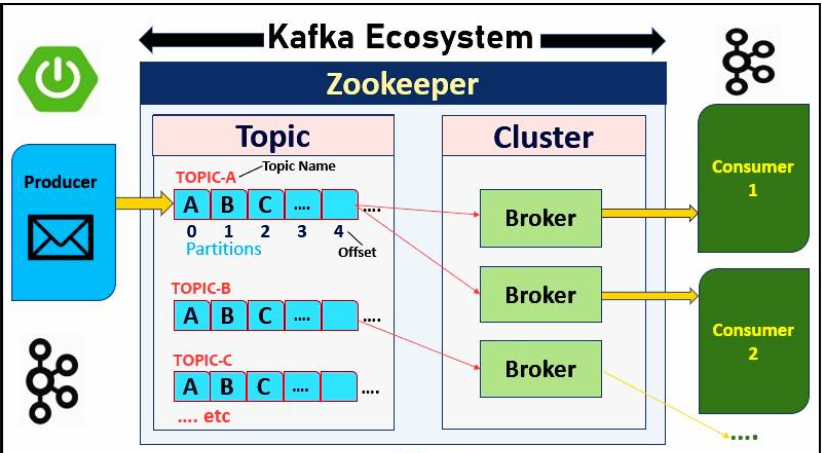 Kafka Ecosystem
Zookeeper
Topic
Cluster
Producer
TOPIC-A
Topic Name
A B C .... ....
0 1 2 3 4
Partitions
Offset
TOPIC-B
A B C .... ....
TOPIC-C
A B C .... ....
.... etc
Broker
Broker
Broker
Consumer
1
Consumer
2
....